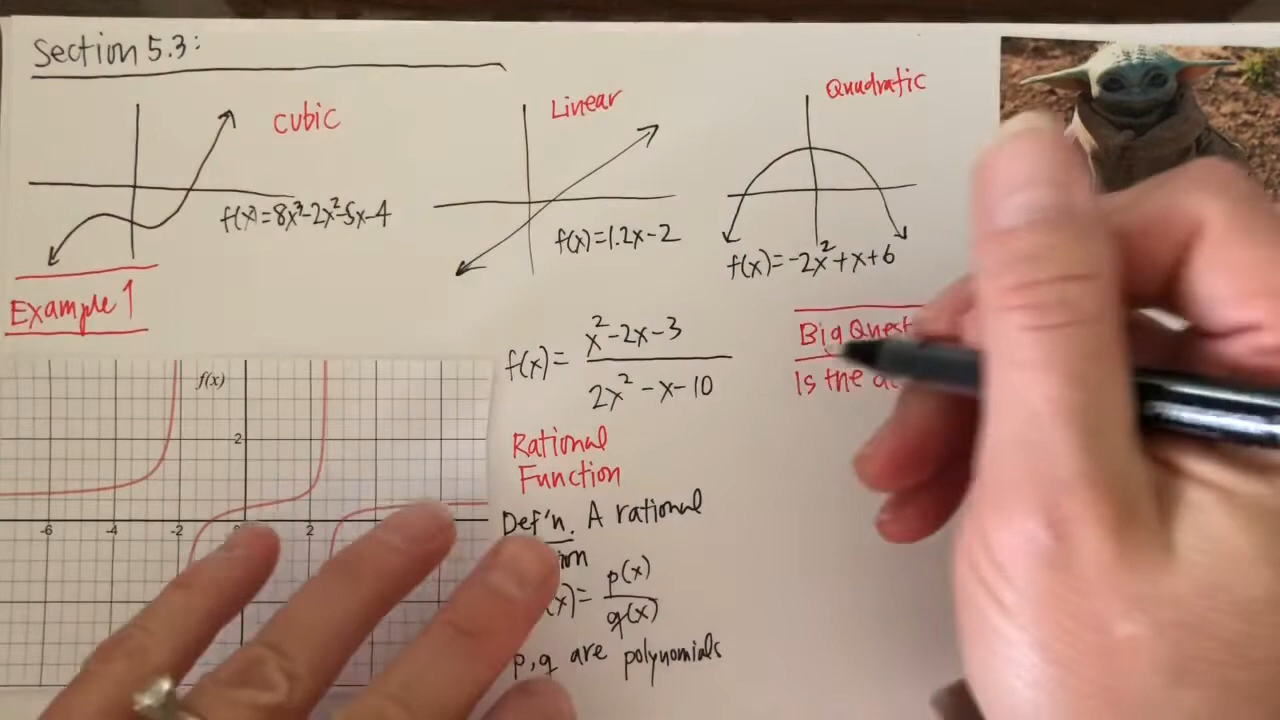 Section 5.3:
Cubic
f(x)=8x³-2x²-5x-4
Linear
f(x)=1.2x-2
Quadratic
f(x)=-2x²+x+6
Example 1
f(x)
2
-6 -4 -2 0 2
f(x)= x²-2x-3
2x²-x-10
Rational
Function
Def'n. A rational
p(x)
q(x)
p,q are polynomials
Big
Is the